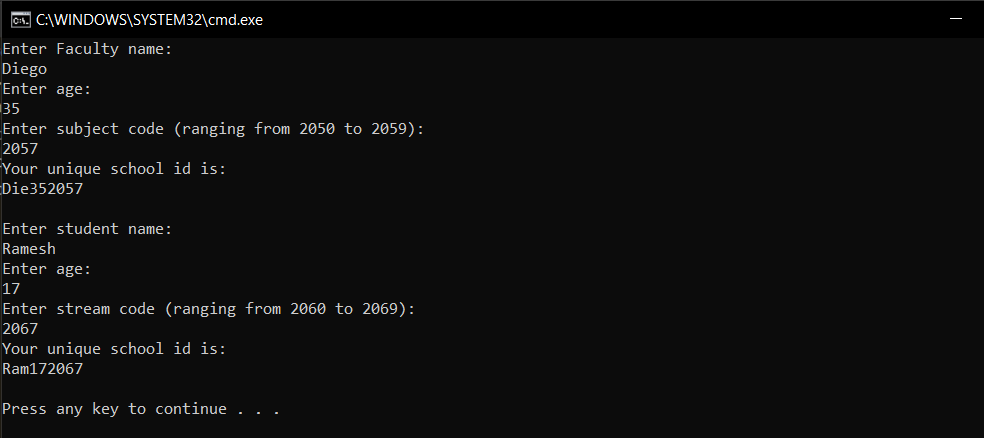 C:\WINDOWS\SYSTEM32\cmd.exe
Enter Faculty name:
Diego
Enter age:
35
Enter subject code (ranging from 2050 to 2059):
2057
Your unique school id is:
Die352057
Enter student name:
Ramesh
Enter age:
17
Enter stream code (ranging from 2060 to 2069):
2067
Your unique school id is:
Ram172067
Press any key to continue . . .